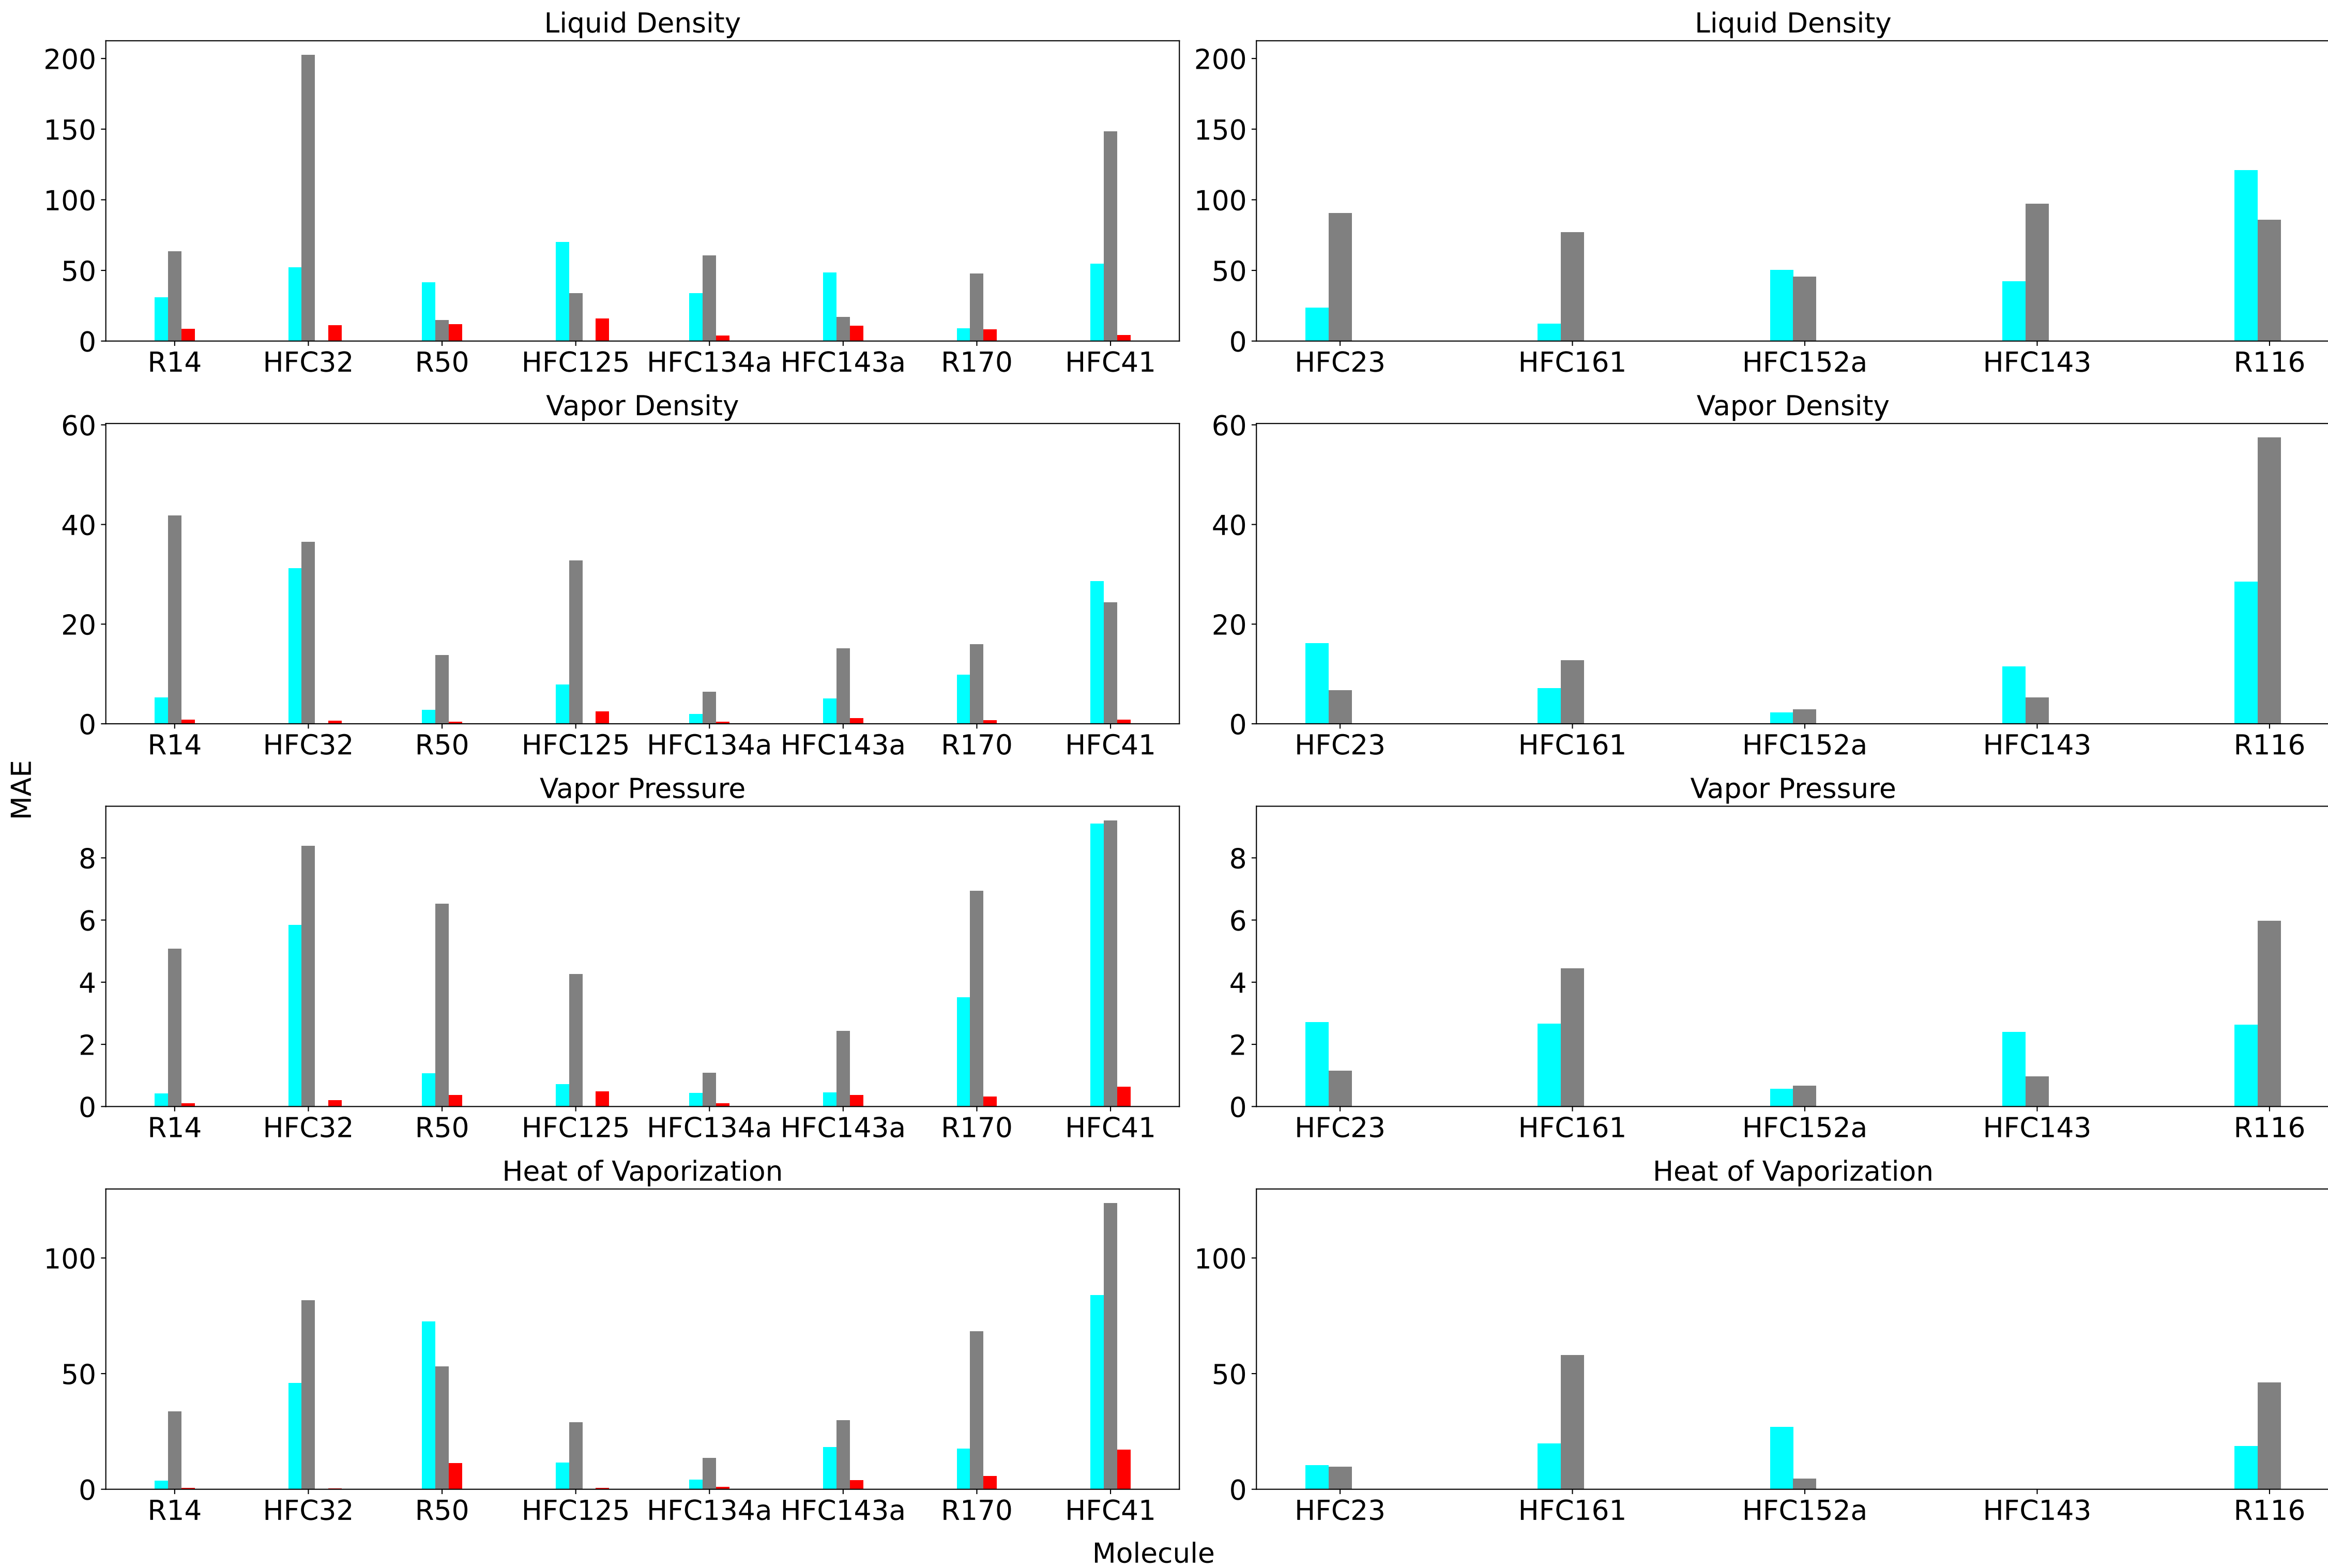 Liquid Density
Liquid Density
200
150
100
50
0
R14 HFC32 R50 HFC125 HFC134a HFC143a R170 HFC41
200
150
100
50
0
HFC23 HFC161 HFC152a HFC143 R116
Vapor Density
Vapor Density
60
40
20
0
R14 HFC32 R50 HFC125 HFC134a HFC143a R170 HFC41
60
40
20
0
HFC23 HFC161 HFC152a HFC143 R116
MAE
Vapor Pressure
Vapor Pressure
8
6
4
2
0
R14 HFC32 R50 HFC125 HFC134a HFC143a R170 HFC41
8
6
4
2
0
HFC23 HFC161 HFC152a HFC143 R116
Heat of Vaporization
Heat of Vaporization
100
50
0
R14 HFC32 R50 HFC125 HFC134a HFC143a R170 HFC41
100
50
0
HFC23 HFC161 HFC152a HFC143 R116
Molecule